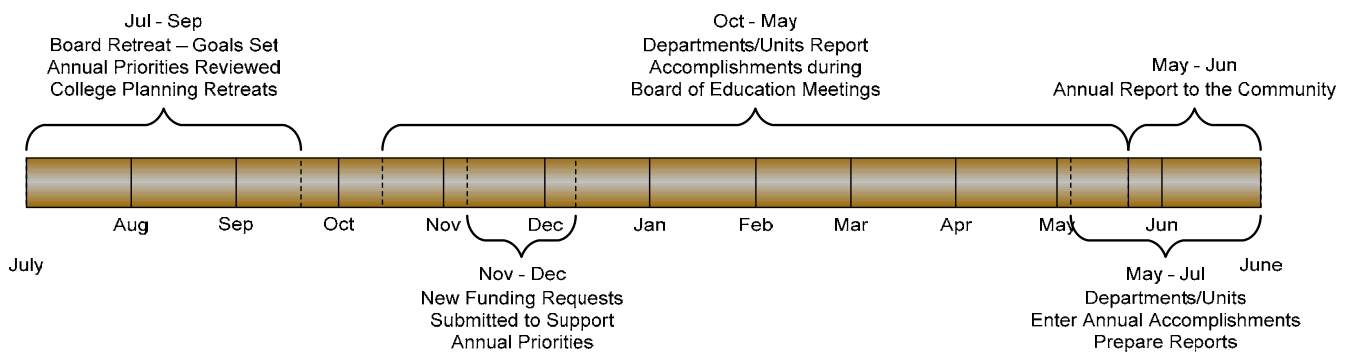 Jul - Sep
Board Retreat – Goals Set
Annual Priorities Reviewed
College Planning Retreats
Oct - May
Departments/Units Report
Accomplishments during
Board of Education Meetings
May - Jun
Annual Report to the Community
Aug
Sep
Oct
Nov
Dec
Jan
Feb
Mar
Apr
May
Jun
July
June
Nov - Dec
New Funding Requests
Submitted to Support
Annual Priorities
May - Jul
Departments/Units
Enter Annual Accomplishments
Prepare Reports